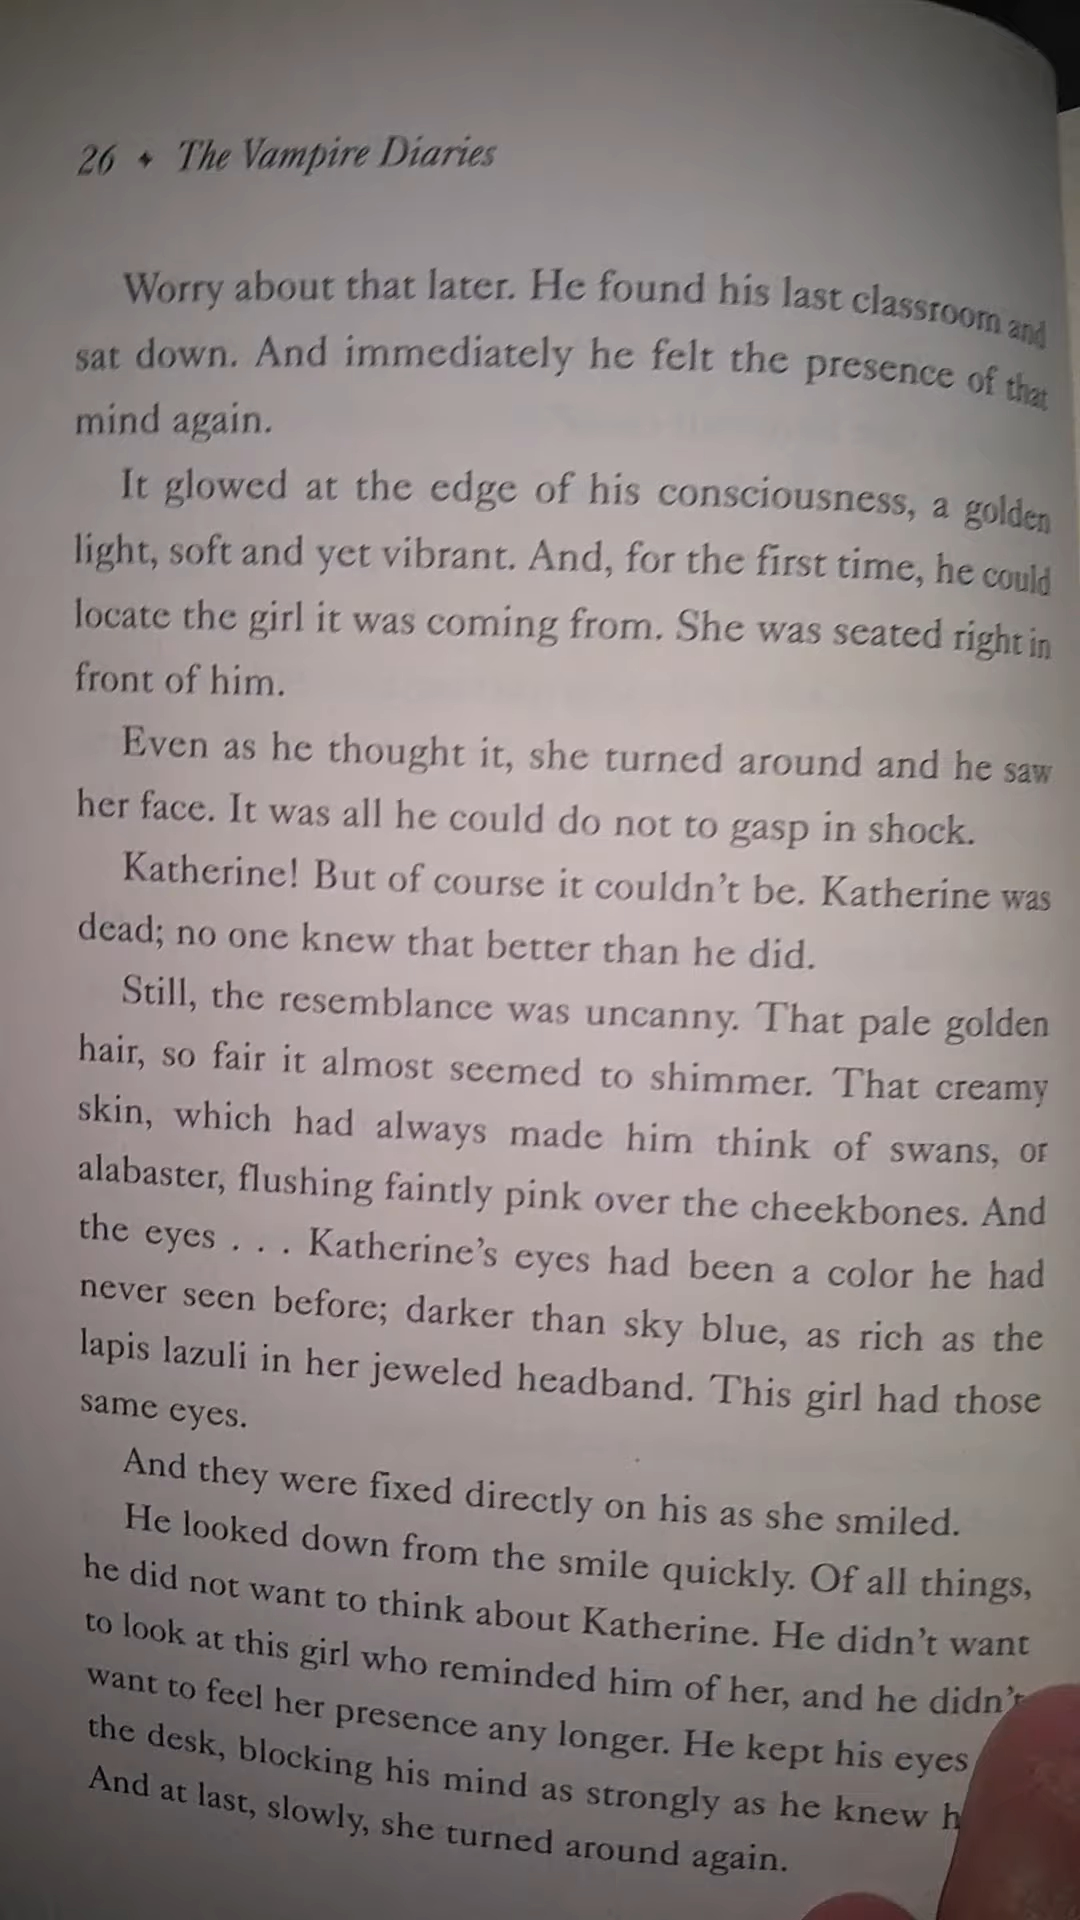 26 ✦ The Vampire Diaries
Worry about that later. He found his last classroom and
sat down. And immediately he felt the presence of that
mind again.
It glowed at the edge of his consciousness, a golden
light, soft and yet vibrant. And, for the first time, he could
locate the girl it was coming from. She was seated right in
front of him.
Even as he thought it, she turned around and he saw
her face. It was all he could do not to gasp in shock.
Katherine! But of course it couldn't be. Katherine was
dead; no one knew that better than he did.
Still, the resemblance was uncanny. That pale golden
hair, so fair it almost seemed to shimmer. That creamy
skin, which had always made him think of swans, or
alabaster, flushing faintly pink over the cheekbones. And
the eyes . . . Katherine's eyes had been a color he had
never seen before; darker than sky blue, as rich as the
lapis lazuli in her jeweled headband. This girl had those
same eyes.
And they were fixed directly on his as she smiled.
He looked down from the smile quickly. Of all things,
he did not want to think about Katherine. He didn't want
to look at this girl who reminded him of her, and he didn't
want to feel her presence any longer. He kept his eyes
the desk, blocking his mind as strongly as he knew
And at last, slowly, she turned around again.